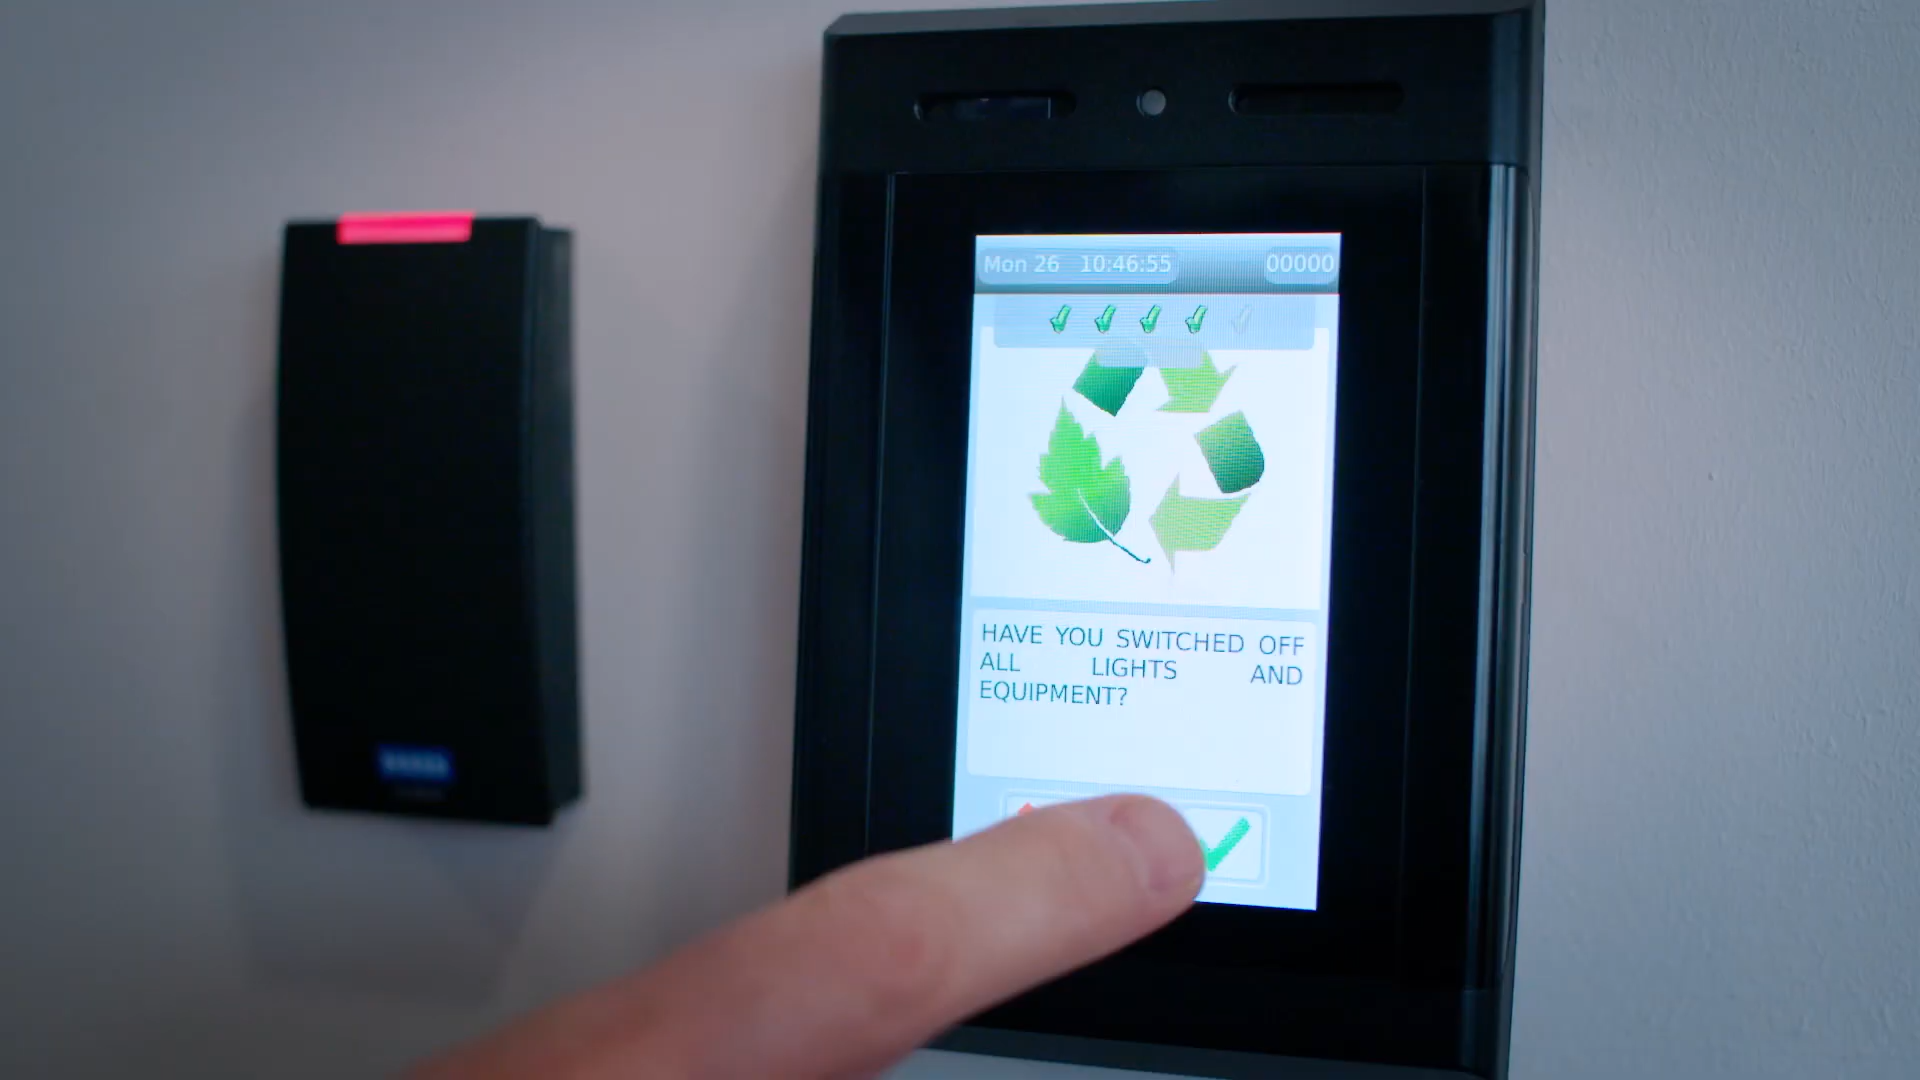 Mon 26 10:46:55 00000
HAVE YOU SWITCHED OFF
ALL LIGHTS AND
EQUIPMENT?